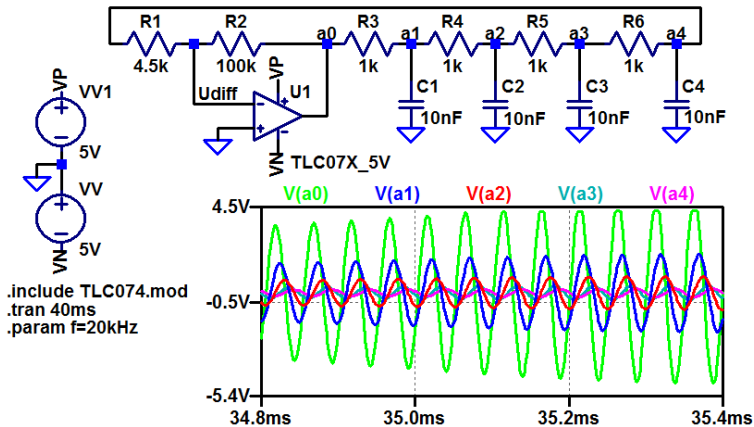 R1 R2 a0 R3 a1 R4 a2 R5 a3 R6 a4
4.5k 100k 1k 1k 1k 1k
VP
VP VV1
Udiff U1
C1 C2 C3 C4
10nF 10nF 10nF 10nF
5V
VN TLC07X_5V
VV
5V
VN
V(a0) V(a1) V(a2) V(a3) V(a4)
4.5V
-0.5V
-5.4V
34.8ms 35.0ms 35.2ms 35.4ms
.include TLC074.mod
.tran 40ms
.param f=20kHz